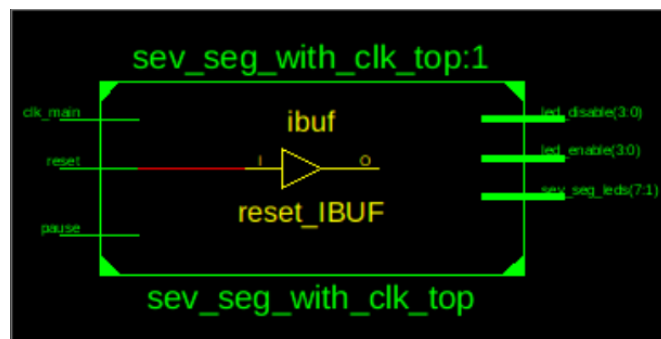 sev_seg_with_clk_top:1
clk_main
led_disable(3:0)
ibuf
led_enable(3:0)
reset
I
O
sev_seg_leds(7:1)
reset_IBUF
pause
sev_seg_with_clk_top